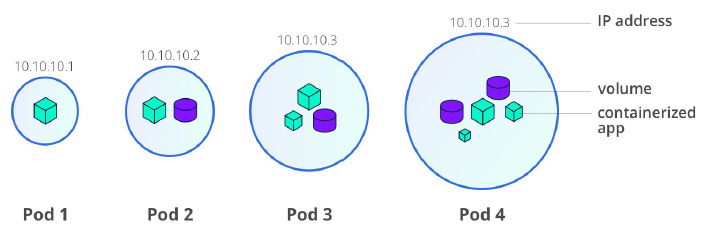 10.10.10.1
10.10.10.2
10.10.10.3
10.10.10.3
IP address
volume
containerized
app
Pod 1
Pod 2
Pod 3
Pod 4